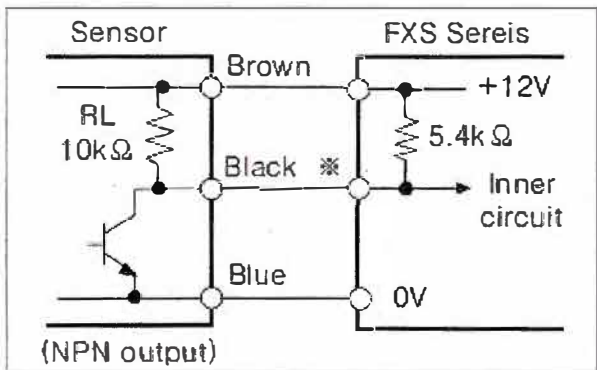 Sensor
FXS Sereis
Brown
+12V
RL
10kΩ
5.4kΩ
Black ※
Inner
circuit
Blue
0V
(NPN output)